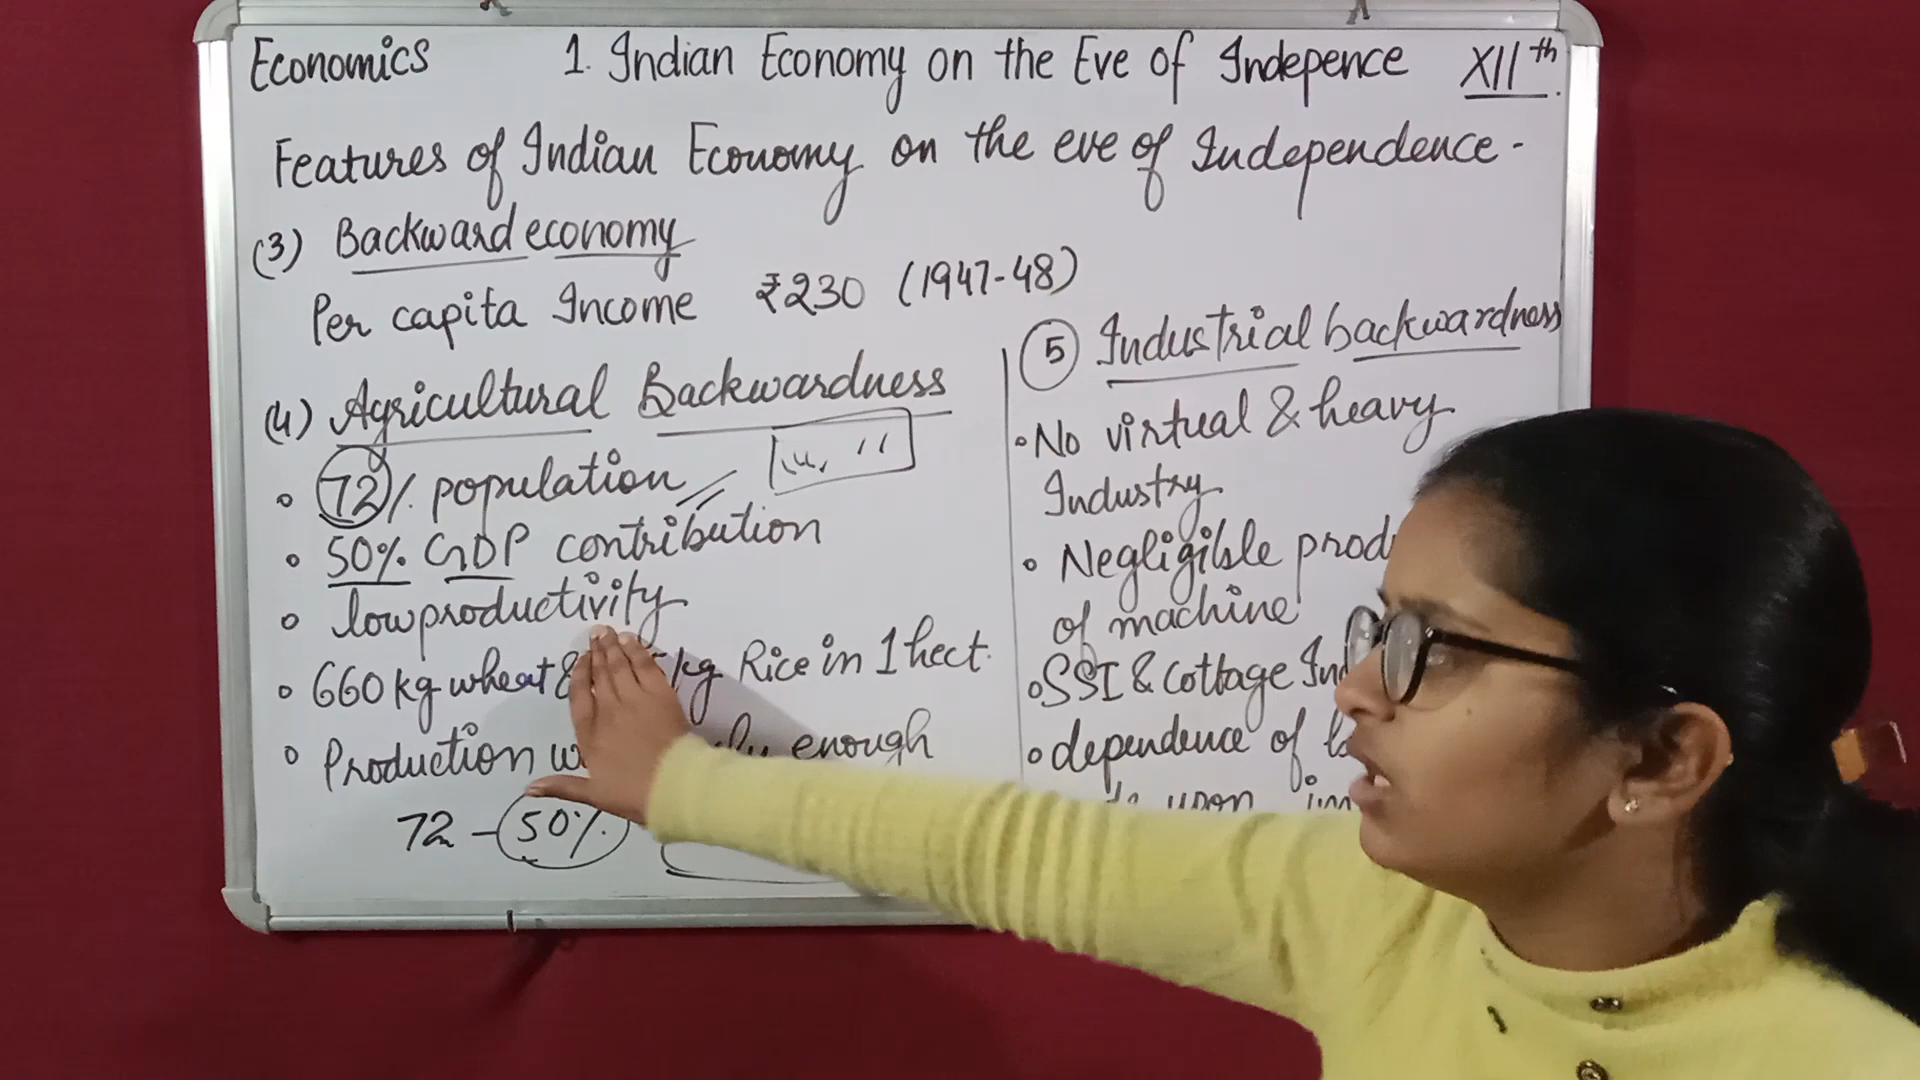 Economics 1. Indian Economy on the Eve of Indepence XIIth.
Features of Indian Economy on the eve of Independence -
(3) Backward economy
Per capita Income ₹230 (1947-48)
(4) Agricultural Backwardness
• 72% population
• 50% GDP contribution
• low productivity
• 660 kg wheat & kg Rice in 1 hect.
• Production enough
72 - 50%
(5) Industrial backwardness
• No virtual & heavy
Industry
• Negligible prod
of machine
• SSI & Cottage Ind
• dependence of
upon